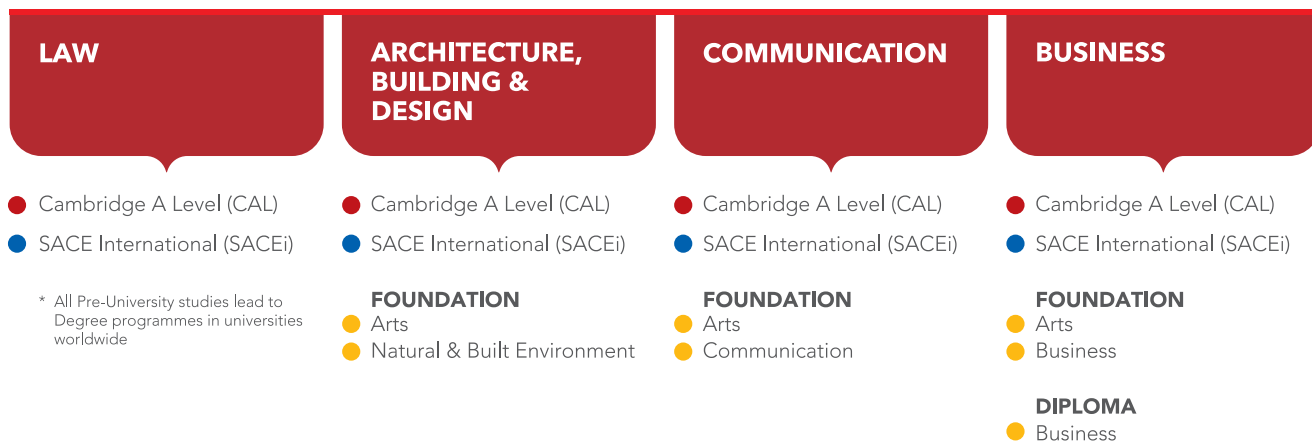 LAW
Cambridge A Level (CAL)
SACE International (SACEi)
* All Pre-University studies lead to
Degree programmes in universities
worldwide
ARCHITECTURE,
BUILDING &
DESIGN
Cambridge A Level (CAL)
SACE International (SACEi)
FOUNDATION
Arts
Natural & Built Environment
COMMUNICATION
Cambridge A Level (CAL)
SACE International (SACEi)
FOUNDATION
Arts
Communication
BUSINESS
Cambridge A Level (CAL)
SACE International (SACEi)
FOUNDATION
Arts
Business
DIPLOMA
Business